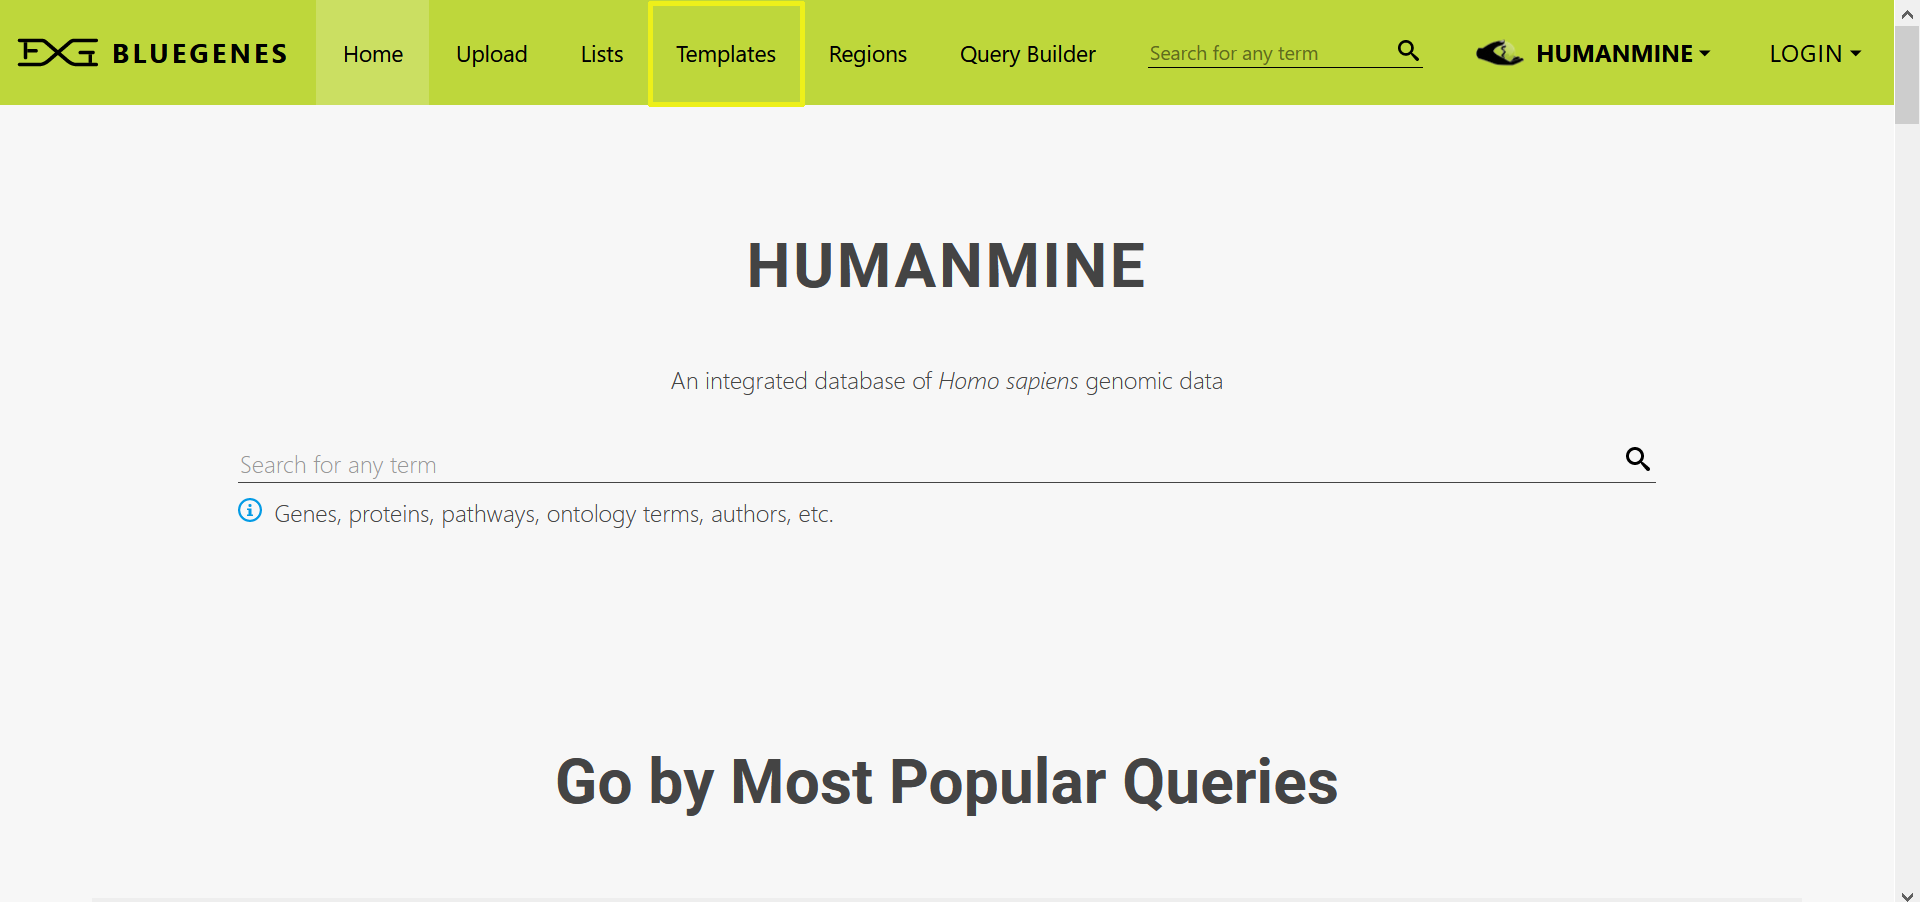 BLUEGENES Home Upload Lists Templates Regions Query Builder Search for any term HUMANMINE LOGIN
HUMANMINE
An integrated database of Homo sapiens genomic data
Search for any term
Genes, proteins, pathways, ontology terms, authors, etc.
Go by Most Popular Queries